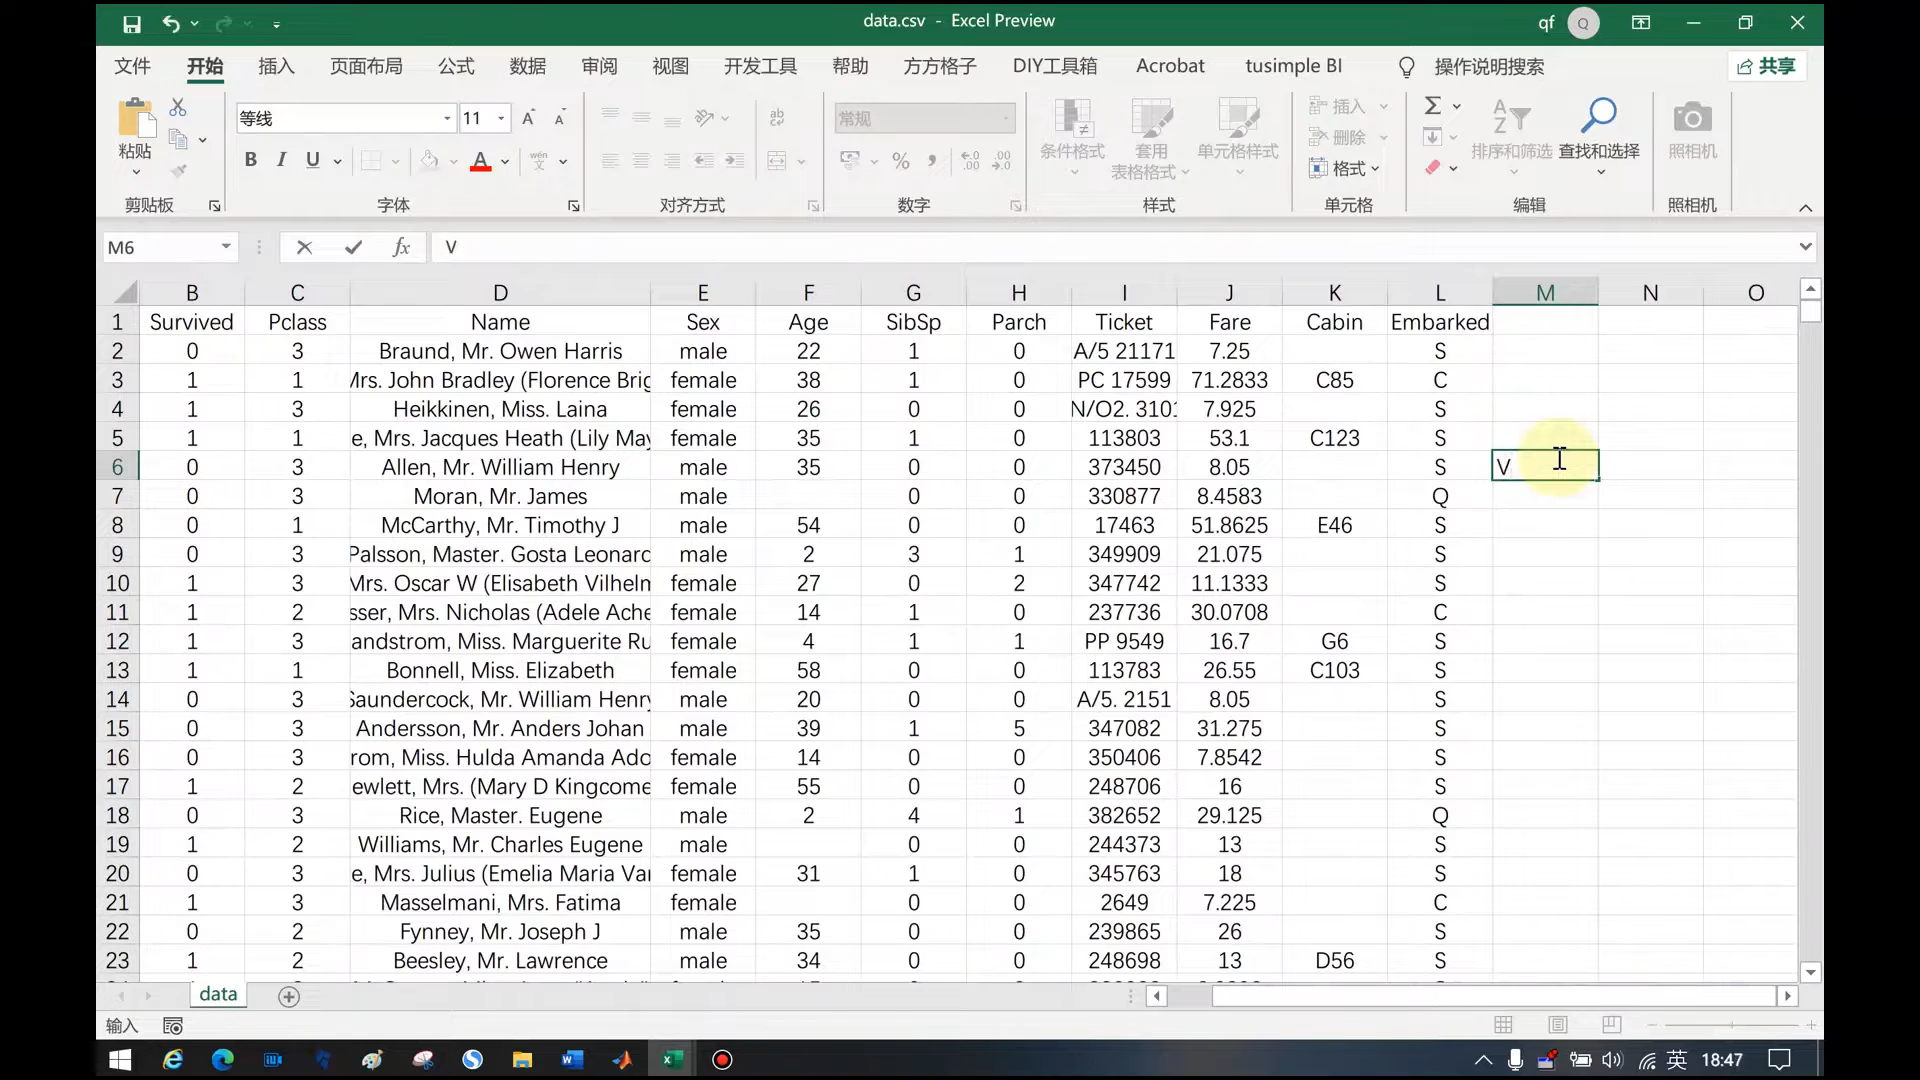 data.csv - Excel Preview
qf Q
文件 开始 插入 页面布局 公式 数据 审阅 视图 开发工具 帮助 方方格子 DIY工具箱 Acrobat tusimple BI 操作说明搜索 共享
粘贴
等线 11
B I U A wén 文
ab
常规
% ,
条件格式
套用
表格格式
单元格样式
插入
删除
格式
Σ
排序和筛选 查找和选择
照相机
剪贴板 字体 对齐方式 数字 样式 单元格 编辑 照相机
M6 fx V
B C D E F G H I J K L M N O
1 Survived Pclass Name Sex Age SibSp Parch Ticket Fare Cabin Embarked
2 0 3 Braund, Mr. Owen Harris male 22 1 0 A/5 21171 7.25 S
3 1 1 Mrs. John Bradley (Florence Brig female 38 1 0 PC 17599 71.2833 C85 C
4 1 3 Heikkinen, Miss. Laina female 26 0 0 N/O2. 3101 7.925 S
5 1 1 e, Mrs. Jacques Heath (Lily May female 35 1 0 113803 53.1 C123 S
6 0 3 Allen, Mr. William Henry male 35 0 0 373450 8.05 S V
7 0 3 Moran, Mr. James male 0 0 330877 8.4583 Q
8 0 1 McCarthy, Mr. Timothy J male 54 0 0 17463 51.8625 E46 S
9 0 3 Palsson, Master. Gosta Leonard male 2 3 1 349909 21.075 S
10 1 3 Mrs. Oscar W (Elisabeth Vilhelm female 27 0 2 347742 11.1333 S
11 1 2 sser, Mrs. Nicholas (Adele Ache female 14 1 0 237736 30.0708 C
12 1 3 andstrom, Miss. Marguerite Ru female 4 1 1 PP 9549 16.7 G6 S
13 1 1 Bonnell, Miss. Elizabeth female 58 0 0 113783 26.55 C103 S
14 0 3 Saundercock, Mr. William Henry male 20 0 0 A/5. 2151 8.05 S
15 0 3 Andersson, Mr. Anders Johan male 39 1 5 347082 31.275 S
16 0 3 rom, Miss. Hulda Amanda Ado female 14 0 0 350406 7.8542 S
17 1 2 ewlett, Mrs. (Mary D Kingcome female 55 0 0 248706 16 S
18 0 3 Rice, Master. Eugene male 2 4 1 382652 29.125 Q
19 1 2 Williams, Mr. Charles Eugene male 0 0 244373 13 S
20 0 3 e, Mrs. Julius (Emelia Maria Var female 31 1 0 345763 18 S
21 1 3 Masselmani, Mrs. Fatima female 0 0 2649 7.225 C
22 0 2 Fynney, Mr. Joseph J male 35 0 0 239865 26 S
23 1 2 Beesley, Mr. Lawrence male 34 0 0 248698 13 D56 S
data
输入
英 18:47